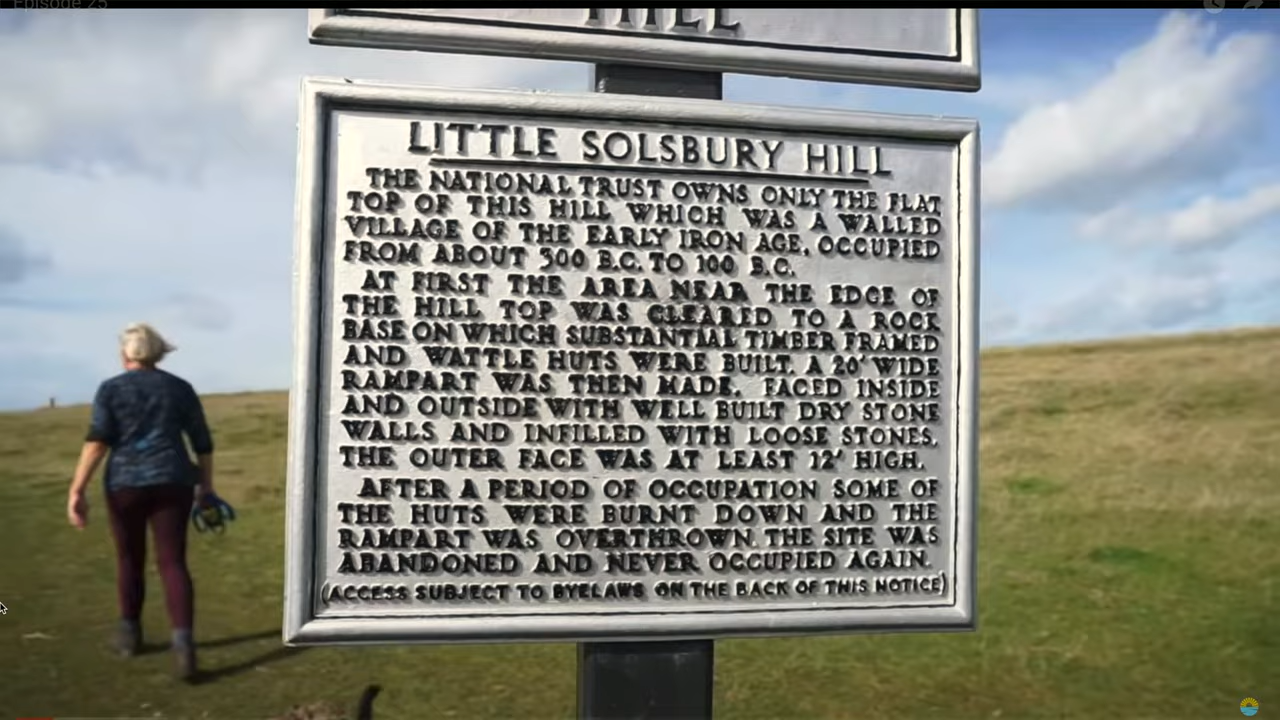 Episode 25
HILL
LITTLE SOLSBURY HILL
THE NATIONAL TRUST OWNS ONLY THE FLAT
TOP OF THIS HILL WHICH WAS A WALLED
VILLAGE OF THE EARLY IRON AGE, OCCUPIED
FROM ABOUT 300 B.C. TO 100 B.C.
AT FIRST THE AREA NEAR THE EDGE OF
THE HILL TOP WAS CLEARED TO A ROCK
BASE ON WHICH SUBSTANTIAL TIMBER FRAMED
AND WATTLE HUTS WERE BUILT. A 20' WIDE
RAMPART WAS THEN MADE, FACED INSIDE
AND OUTSIDE WITH WELL BUILT DRY STONE
WALLS AND INFILLED WITH LOOSE STONES.
THE OUTER FACE WAS AT LEAST 12' HIGH.
AFTER A PERIOD OF OCCUPATION SOME OF
THE HUTS WERE BURNT DOWN AND THE
RAMPART WAS OVERTHROWN. THE SITE WAS
ABANDONED AND NEVER OCCUPIED AGAIN.
(ACCESS SUBJECT TO BYELAWS ON THE BACK OF THIS NOTICE)